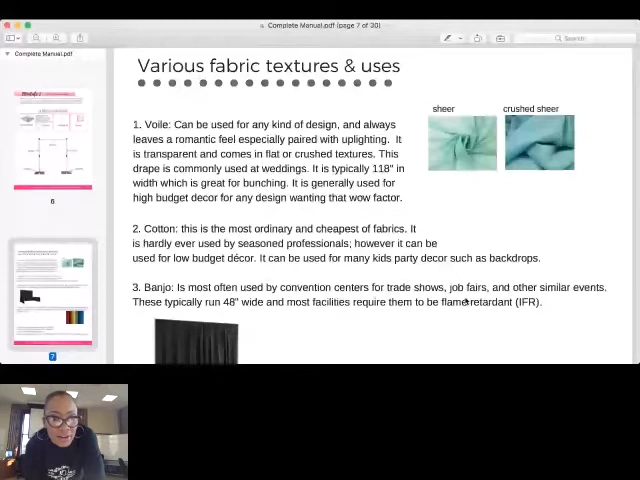 Complete Manual.pdf (page 7 of 30)
Search
Complete Manual.pdf
6
7
Various fabric textures & uses
sheer
crushed sheer
1. Voile: Can be used for any kind of design, and always
leaves a romantic feel especially paired with uplighting. It
is transparent and comes in flat or crushed textures. This
drape is commonly used at weddings. It is typically 118" in
width which is great for bunching. It is generally used for
high budget decor for any design wanting that wow factor.
2. Cotton: this is the most ordinary and cheapest of fabrics. It
is hardly ever used by seasoned professionals; however it can be
used for low budget décor. It can be used for many kids party decor such as backdrops.
3. Banjo: Is most often used by convention centers for trade shows, job fairs, and other similar events.
These typically run 48" wide and most facilities require them to be flame retardant (IFR).